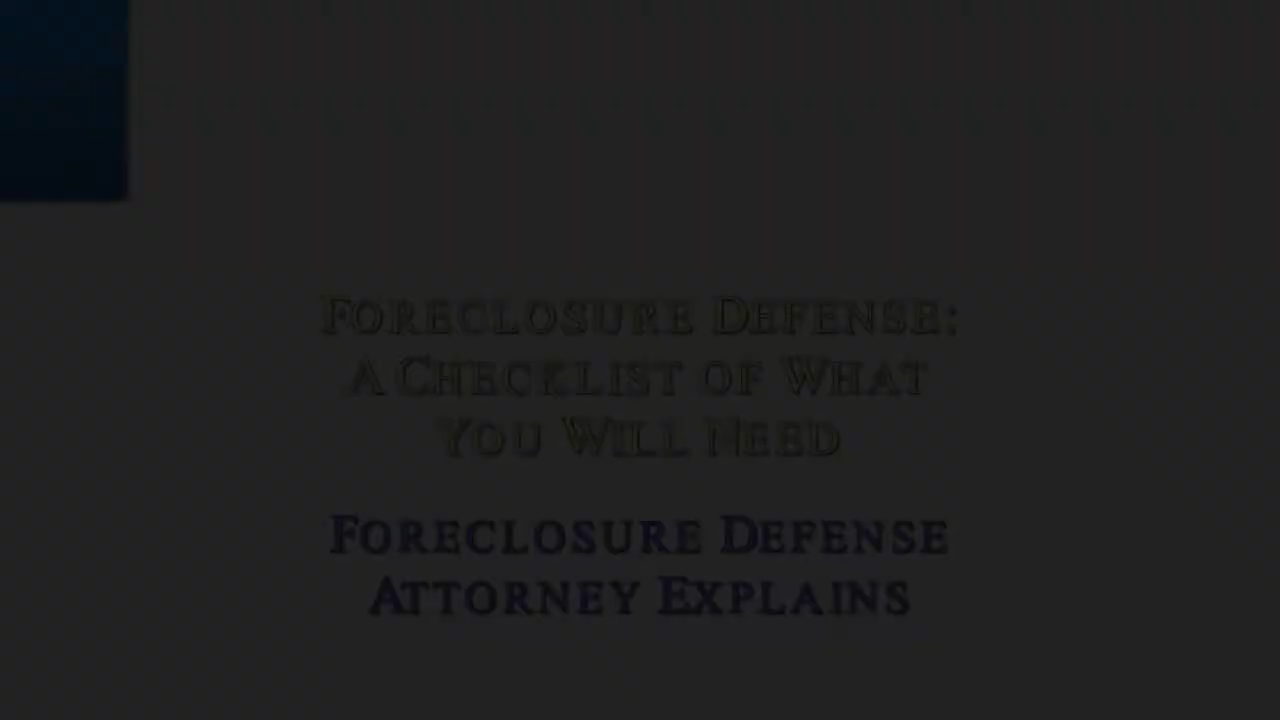 FORECLOSURE DEFENSE:
A CHECKLIST OF WHAT
YOU WILL NEED
FORECLOSURE DEFENSE
ATTORNEY EXPLAINS